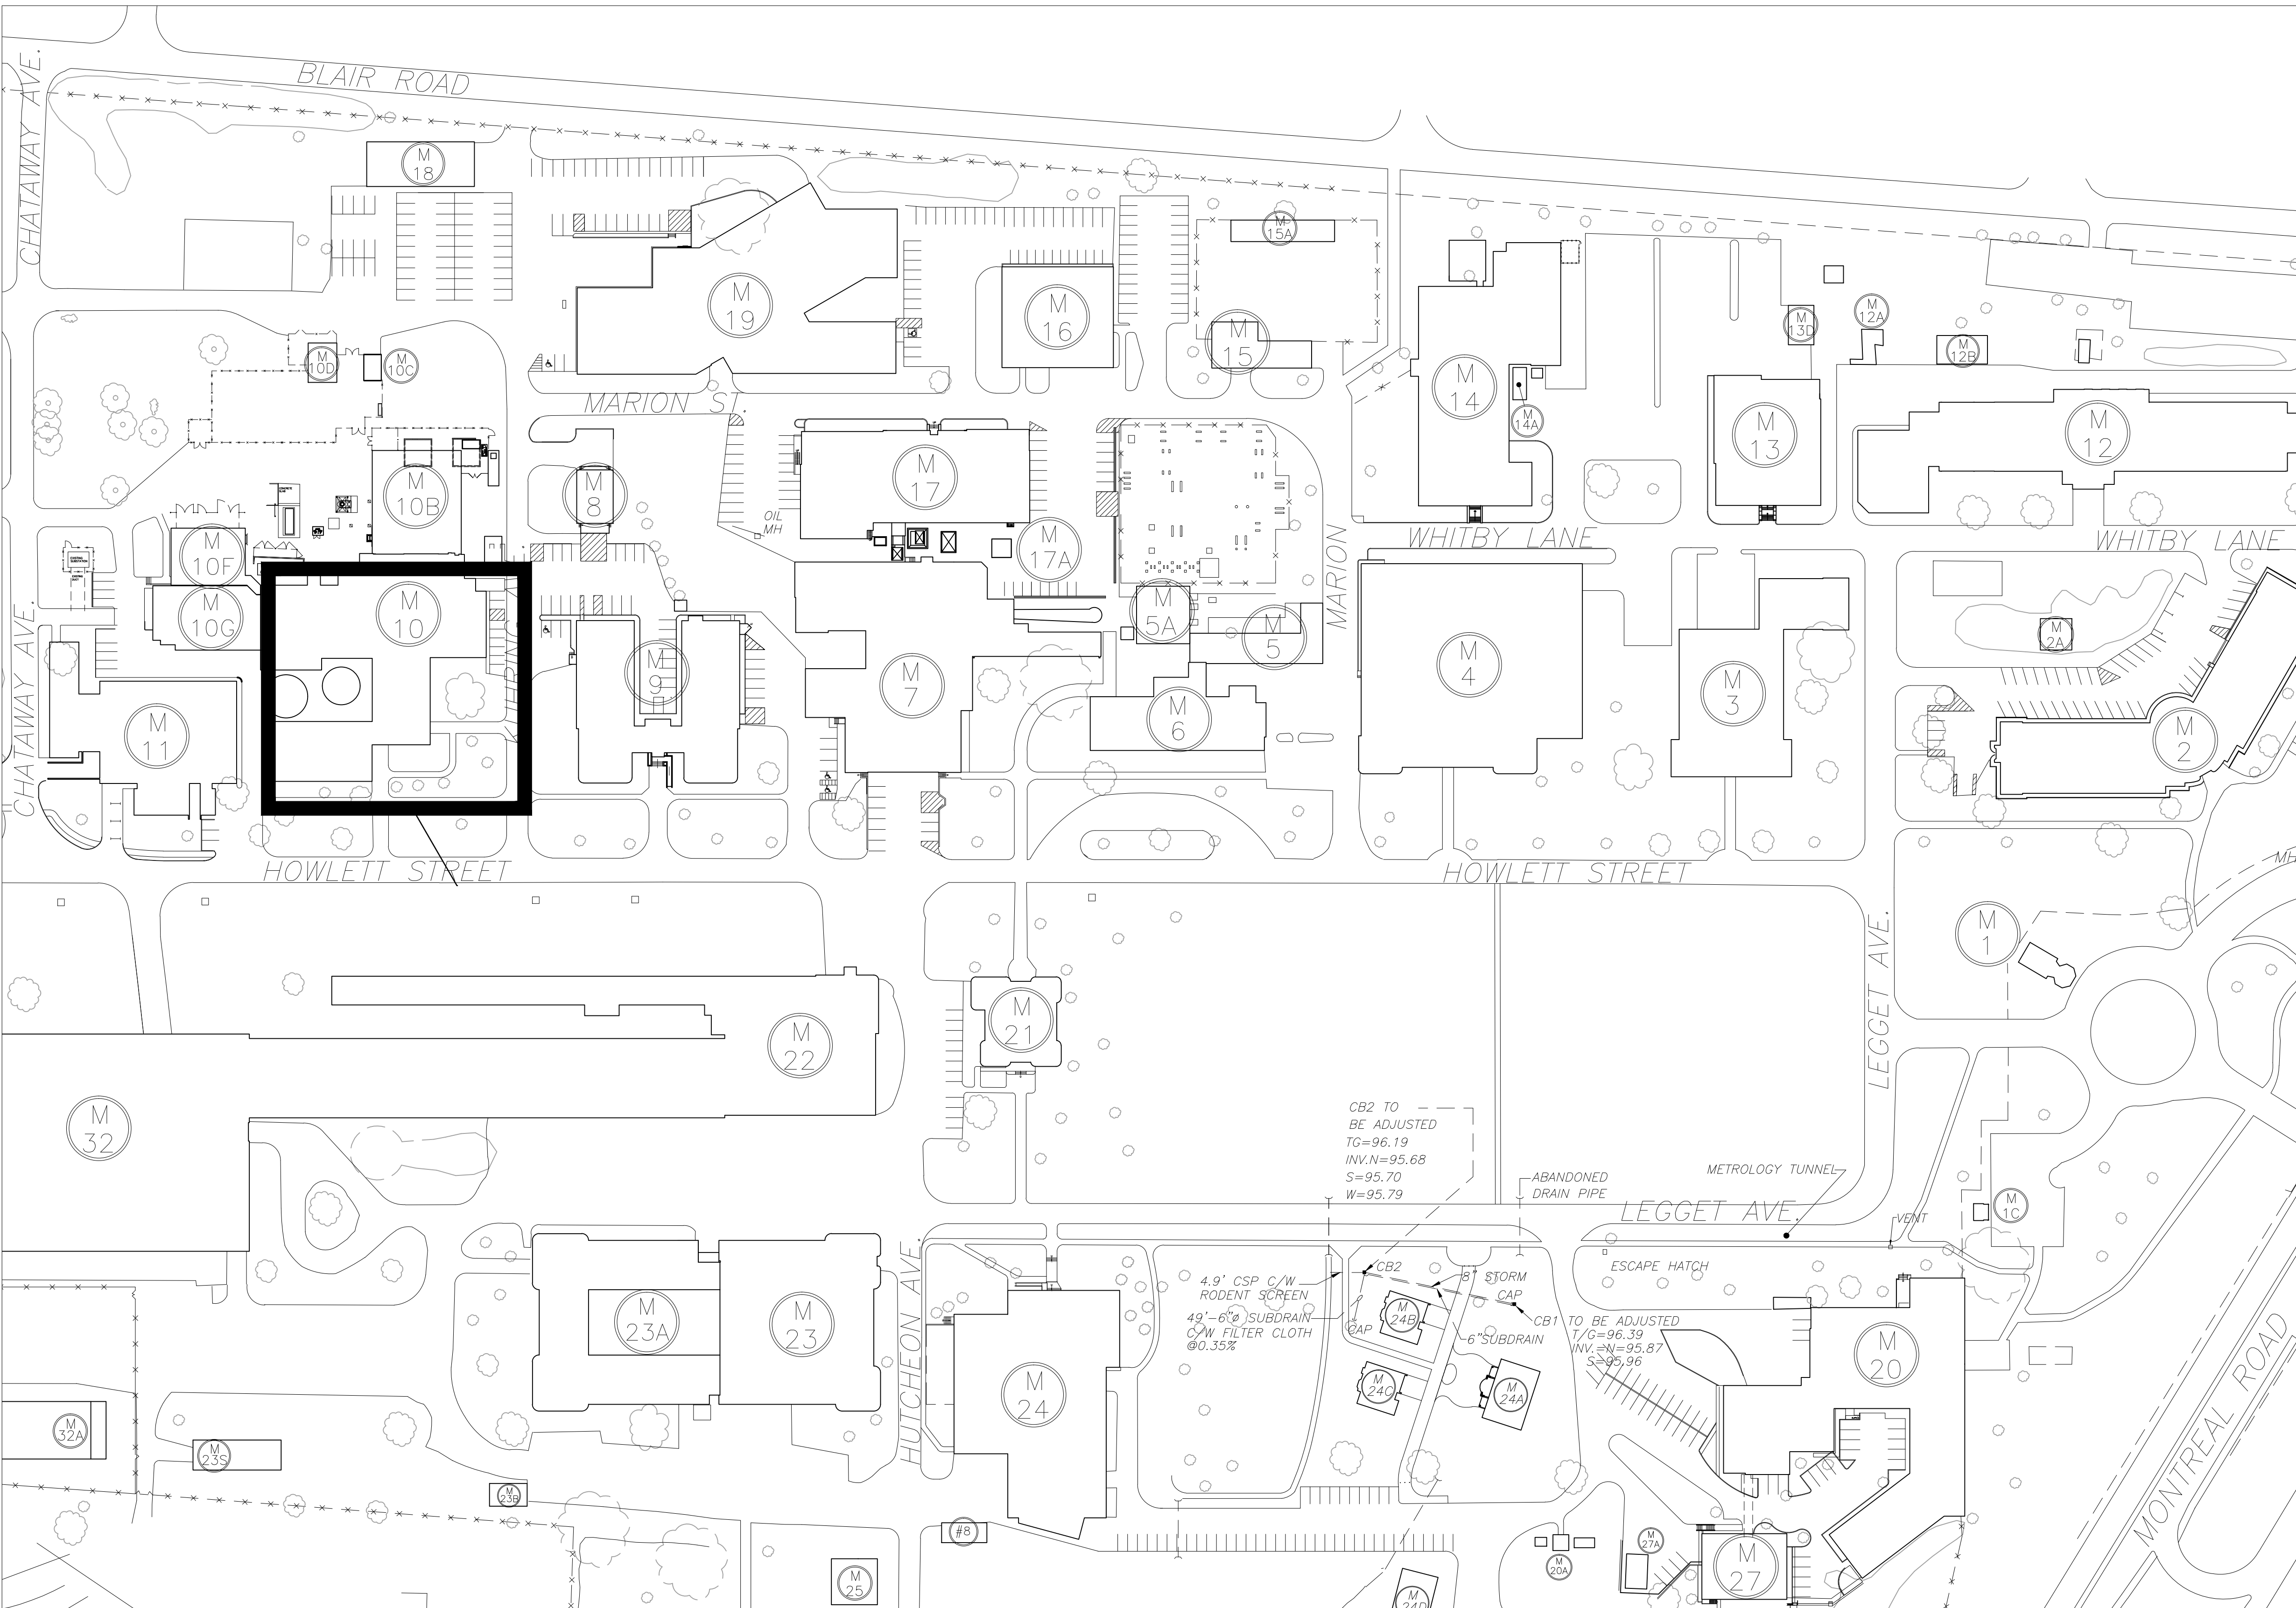 BLAIR ROAD
CHATAWAY AVE.
M
18
M
19
M
16
M
15A
M
15
M
14
M
14A
M
13D
M
13
M
12A
M
12B
M
12
M
10D
M
10C
MARION ST
M
10B
M
8
M
17
OIL
MH
M
17A
MARION
WHITBY LANE
WHITBY LANE
M
10F
M
10G
M
10
M
9
M
7
M
5A
M
5
M
6
M
4
M
3
M
2A
M
2
CHATAWAY AVE.
M
11
HOWLETT STREET
HOWLETT STREET
MH
M
1
LEGGET AVE.
M
21
M
22
M
32
CB2 TO
BE ADJUSTED
TG=96.19
INV.N=95.68
S=95.70
W=95.79
ABANDONED
DRAIN PIPE
METROLOGY TUNNEL
LEGGET AVE.
VENT
M
1C
ESCAPE HATCH
4.9' CSP C/W
RODENT SCREEN
49'-6"ø SUBDRAIN
C/W FILTER CLOTH
@0.35%
CB2
8" STORM
CAP
CAP
6"SUBDRAIN
CB1 TO BE ADJUSTED
T/G=96.39
INV.=N=95.87
S=95.96
M
24B
M
24C
M
24A
M
23A
M
23
HUTCHEON AVE.
M
24
M
20
MONTREAL ROAD
M
32A
M
23S
M
23B
#8
M
25
M
24D
M
20A
M
27A
M
27